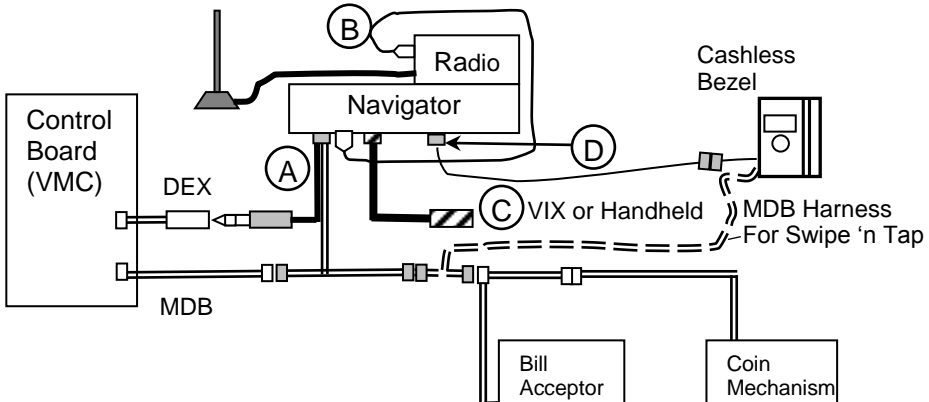 B
Radio
Cashless
Bezel
Navigator
Control
Board
(VMC)
A
D
DEX
C VIX or Handheld
MDB Harness
For Swipe ‘n Tap
MDB
Bill
Acceptor
Coin
Mechanism